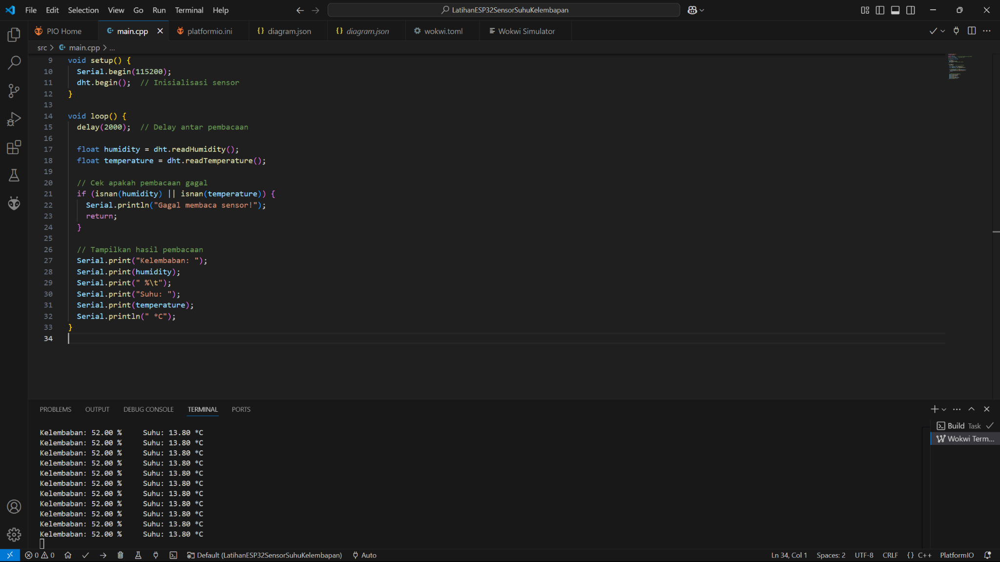 File Edit Selection View Go Run Terminal Help
LatihanESP32SensorSuhuKelembapan
PIO Home main.cpp platformio.ini diagram.json diagram.json wokwi.toml Wokwi Simulator
src > main.cpp > ...
9 void setup() {
10 Serial.begin(115200);
11 dht.begin(); // Inisialisasi sensor
12 }
13
14 void loop() {
15 delay(2000); // Delay antar pembacaan
16
17 float humidity = dht.readHumidity();
18 float temperature = dht.readTemperature();
19
20 // Cek apakah pembacaan gagal
21 if (isnan(humidity) || isnan(temperature)) {
22 Serial.println("Gagal membaca sensor!");
23 return;
24 }
25
26 // Tampilkan hasil pembacaan
27 Serial.print("Kelembaban: ");
28 Serial.print(humidity);
29 Serial.print(" %\t");
30 Serial.print("Suhu: ");
31 Serial.print(temperature);
32 Serial.println(" *C");
33 }
34
PROBLEMS OUTPUT DEBUG CONSOLE TERMINAL PORTS
Build Task
Wokwi Term...
Kelembaban: 52.00 % Suhu: 13.80 *C
Kelembaban: 52.00 % Suhu: 13.80 *C
Kelembaban: 52.00 % Suhu: 13.80 *C
Kelembaban: 52.00 % Suhu: 13.80 *C
Kelembaban: 52.00 % Suhu: 13.80 *C
Kelembaban: 52.00 % Suhu: 13.80 *C
Kelembaban: 52.00 % Suhu: 13.80 *C
Kelembaban: 52.00 % Suhu: 13.80 *C
Kelembaban: 52.00 % Suhu: 13.80 *C
Kelembaban: 52.00 % Suhu: 13.80 *C
Kelembaban: 52.00 % Suhu: 13.80 *C
0 0 Default (LatihanESP32SensorSuhuKelembapan) Auto Ln 34, Col 1 Spaces: 2 UTF-8 CRLF {} C++ PlatformIO